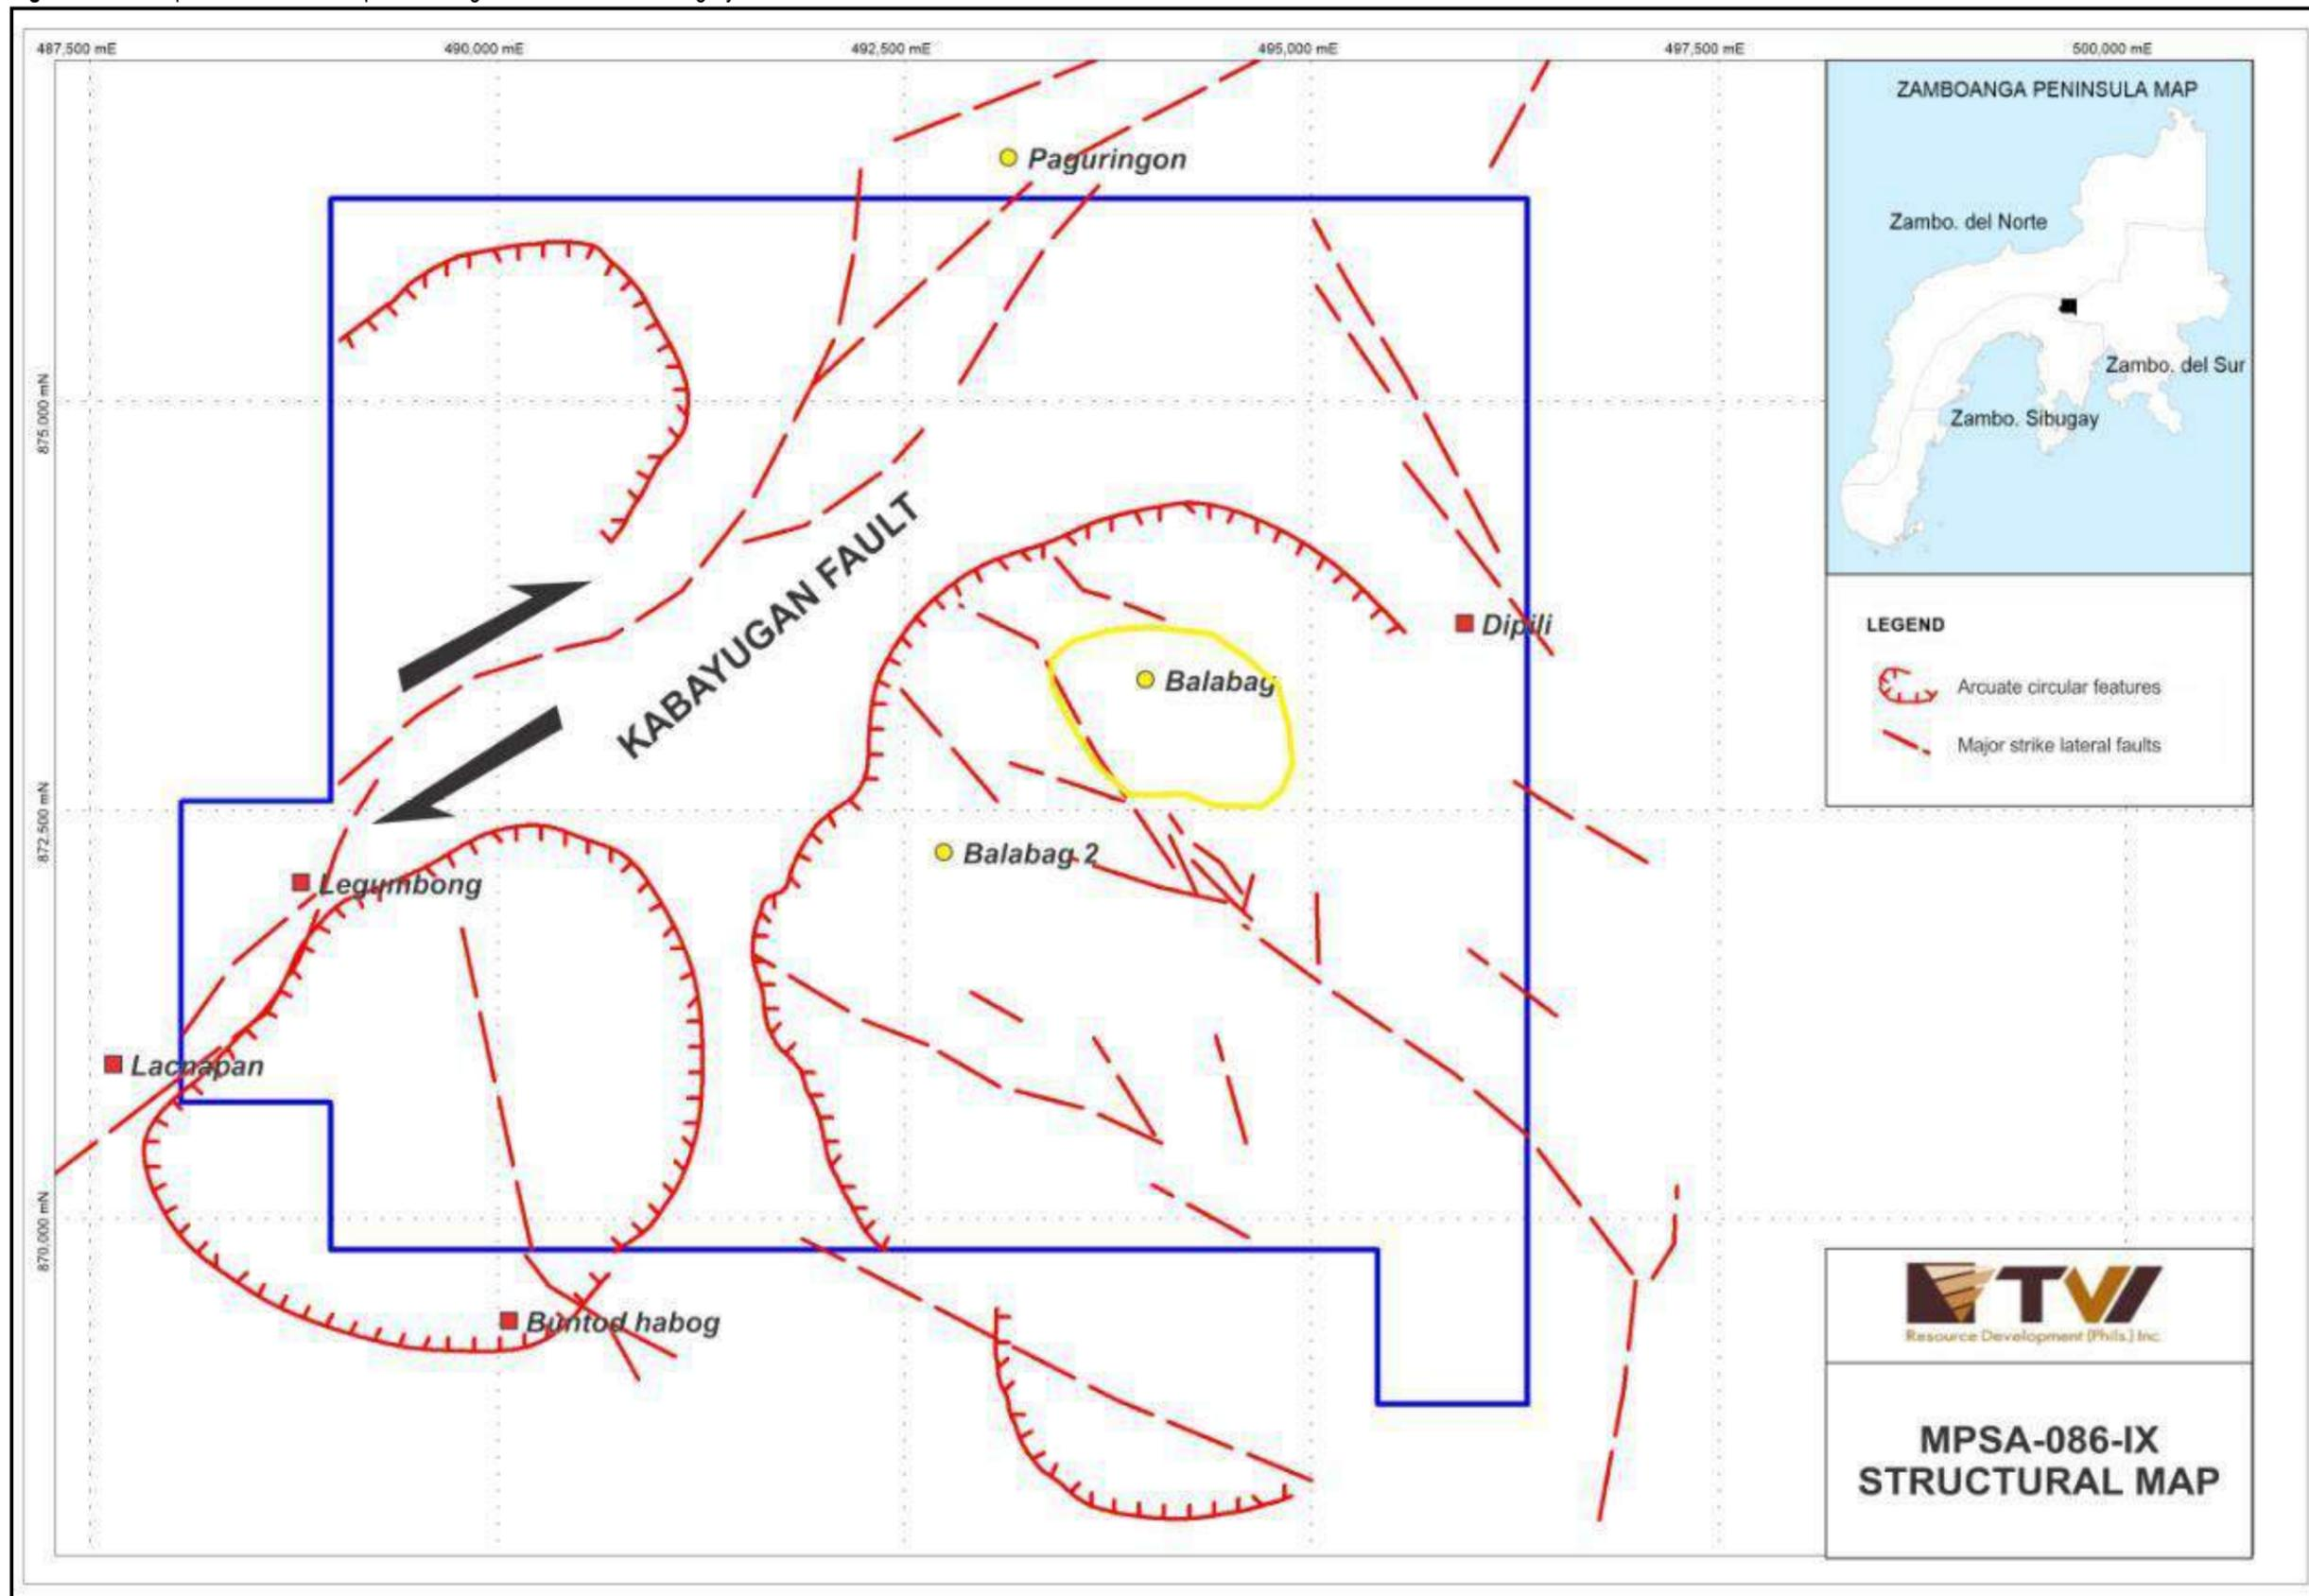 487,500 mE
490,000 mE
492,500 mE
495,000 mE
497,500 mE
500,000 mE
875,000 mN
872,500 mN
870,000 mN
Paguringon
KABAYUGAN FAULT
Dipili
Balabag
Balabag 2
Legumbong
Lacnapan
Buntod habog
ZAMBOANGA PENINSULA MAP
Zambo. del Norte
Zambo. del Sur
Zambo. Sibugay
LEGEND
Arcuate circular features
Major strike lateral faults
TVI
Resource Development (Phils.) Inc.
MPSA-086-IX
STRUCTURAL MAP